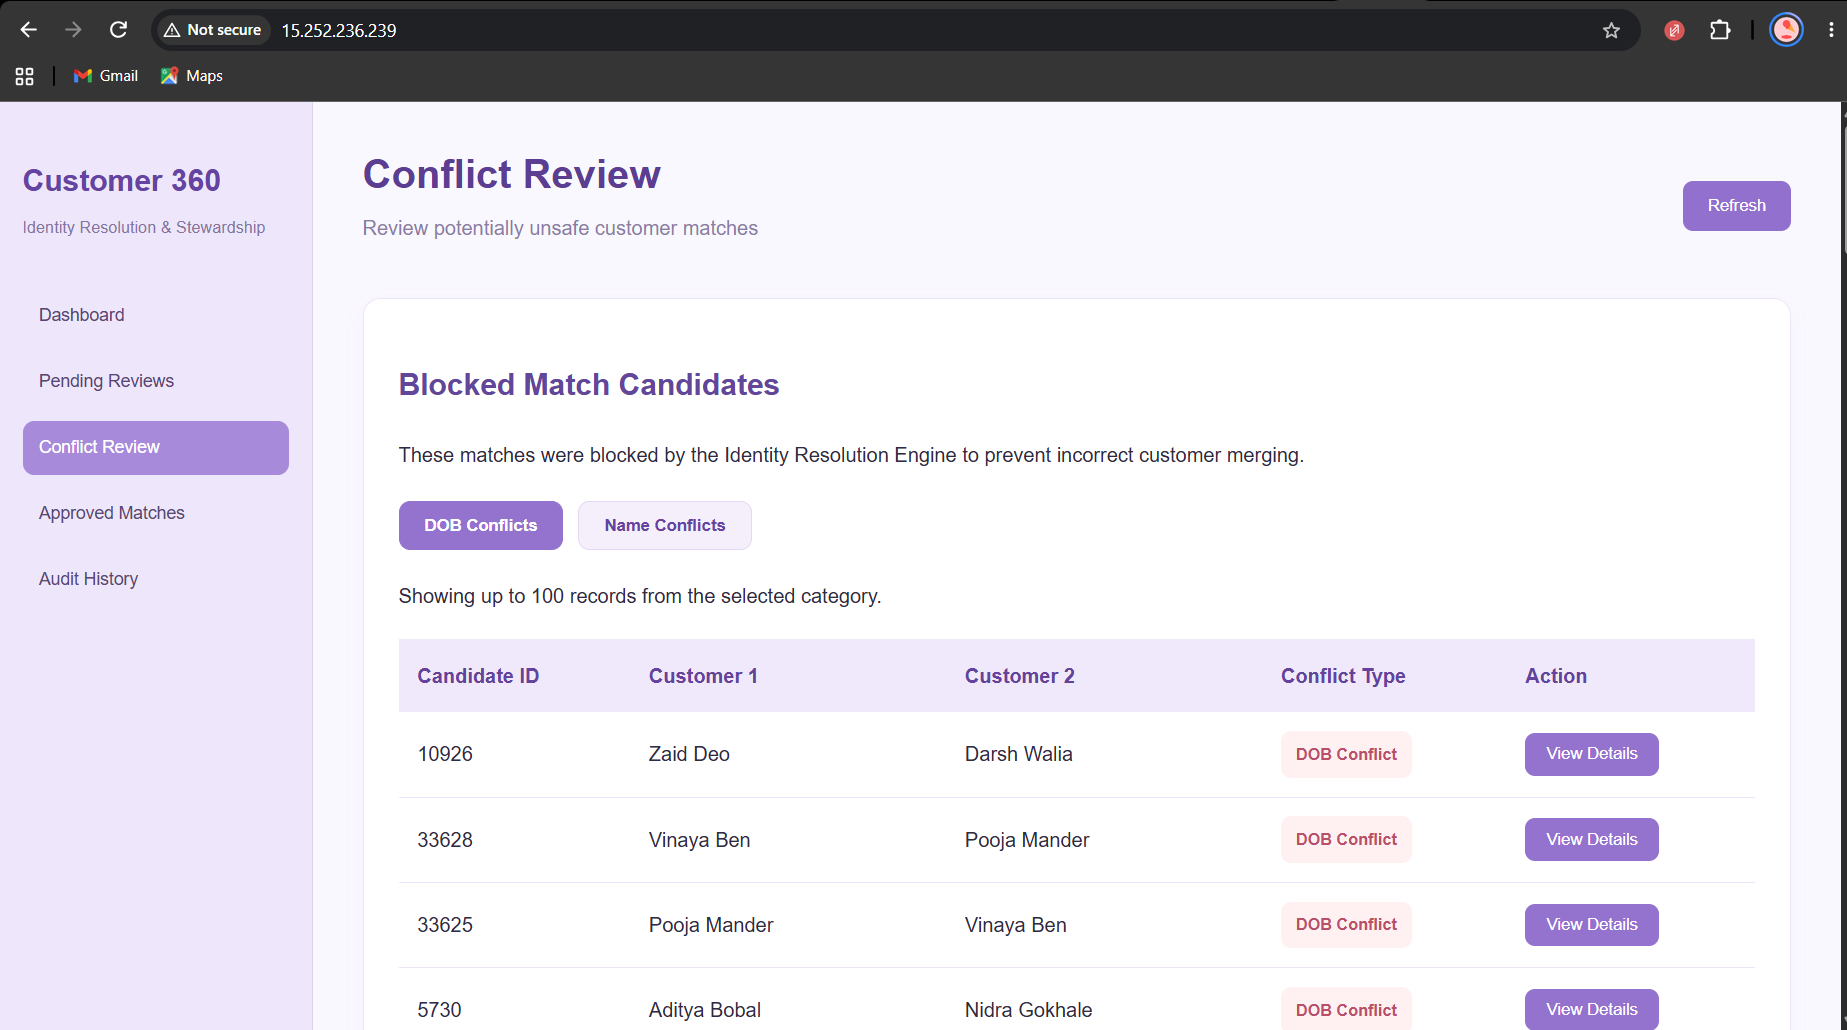 Not secure 15.252.236.239
Gmail Maps
Customer 360
Identity Resolution & Stewardship
Dashboard
Pending Reviews
Conflict Review
Approved Matches
Audit History
Conflict Review
Review potentially unsafe customer matches
Refresh
Blocked Match Candidates
These matches were blocked by the Identity Resolution Engine to prevent incorrect customer merging.
DOB Conflicts Name Conflicts
Showing up to 100 records from the selected category.
Candidate ID Customer 1 Customer 2 Conflict Type Action
10926 Zaid Deo Darsh Walia DOB Conflict View Details
33628 Vinaya Ben Pooja Mander DOB Conflict View Details
33625 Pooja Mander Vinaya Ben DOB Conflict View Details
5730 Aditya Bobal Nidra Gokhale DOB Conflict View Details